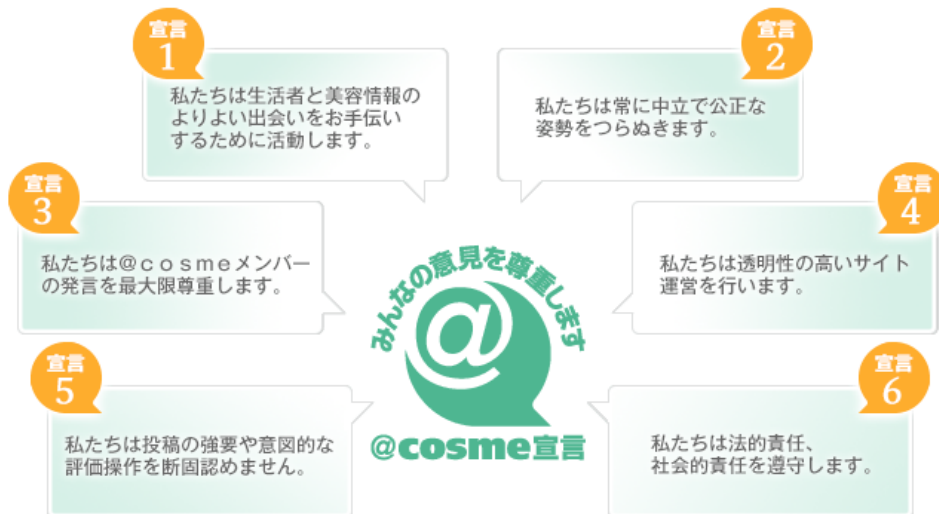 宣言
1
私たちは生活者と美容情報の
よりよい出会いをお手伝い
するために活動します。
宣言
2
私たちは常に中立で公正な
姿勢をつらぬきます。
宣言
3
私たちは@ｃｏｓｍｅメンバー
の発言を最大限尊重します。
宣言
4
私たちは透明性の高いサイト
運営を行います。
みんなの意見を尊重します
@
@cosme宣言
宣言
5
私たちは投稿の強要や意図的な
評価操作を断固認めません。
宣言
6
私たちは法的責任、
社会的責任を遵守します。